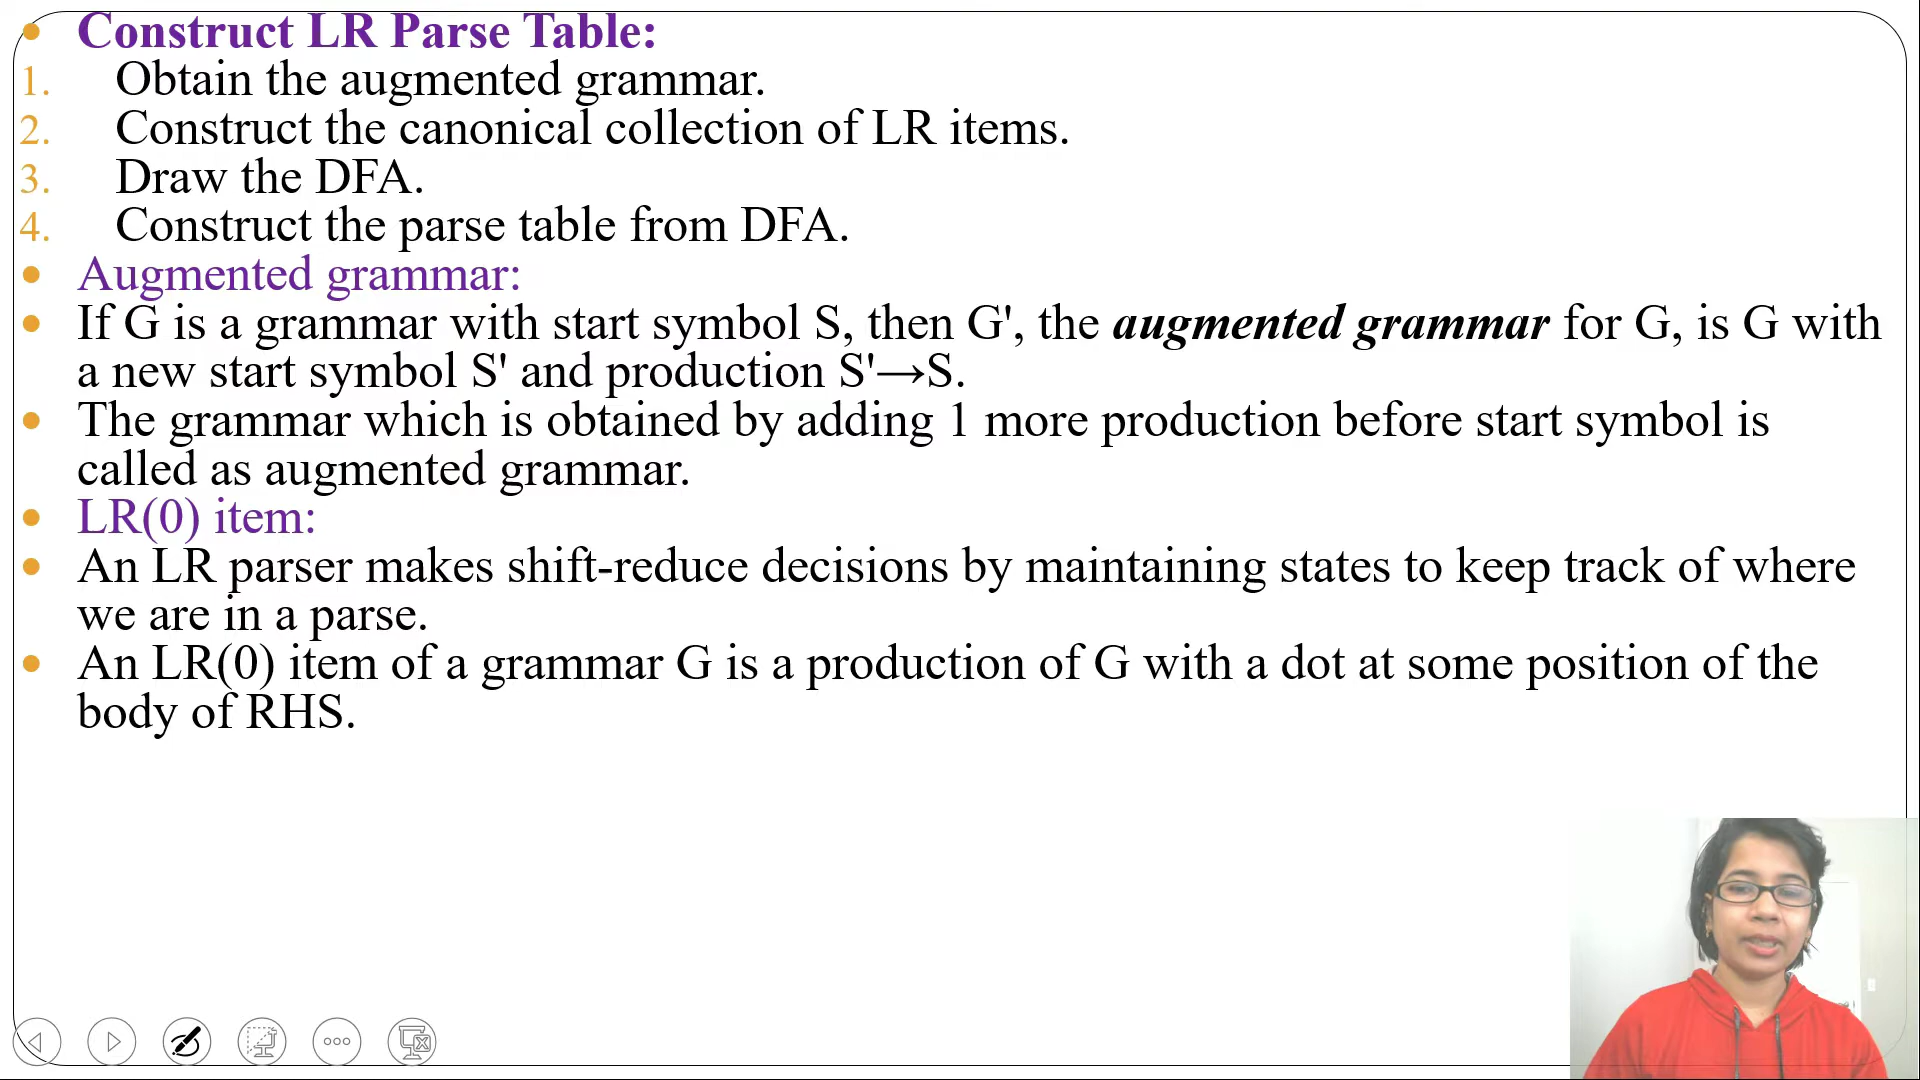 Construct LR Parse Table:
1. Obtain the augmented grammar.
2. Construct the canonical collection of LR items.
3. Draw the DFA.
4. Construct the parse table from DFA.
Augmented grammar:
If G is a grammar with start symbol S, then G', the augmented grammar for G, is G with
a new start symbol S' and production S'→S.
The grammar which is obtained by adding 1 more production before start symbol is
called as augmented grammar.
LR(0) item:
An LR parser makes shift-reduce decisions by maintaining states to keep track of where
we are in a parse.
An LR(0) item of a grammar G is a production of G with a dot at some position of the
body of RHS.